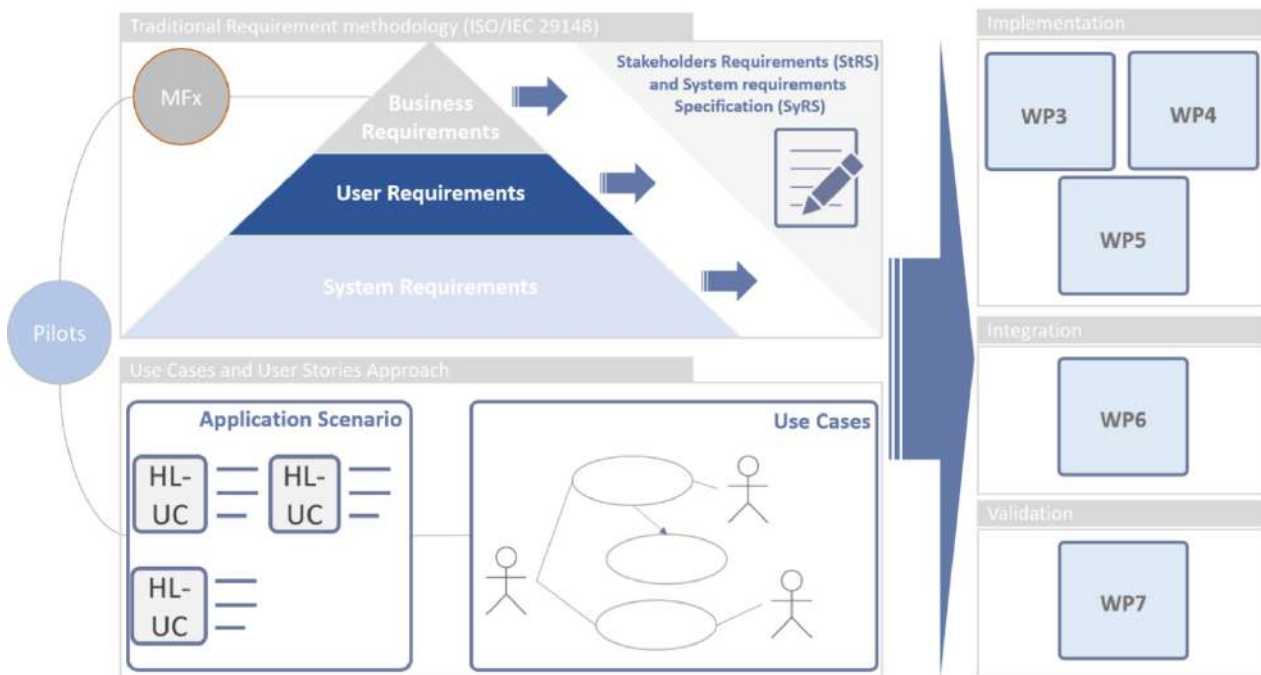 Traditional Requirement methodology (ISO/IEC 29148)
MFx
Business
Requirements
User Requirements
System Requirements
Stakeholders Requirements (StRS)
and System requirements
Specification (SyRS)
Pilots
Use Cases and User Stories Approach
Application Scenario
HL-
UC
HL-
UC
HL-
UC
Use Cases
Implementation
WP3
WP4
WP5
Integration
WP6
Validation
WP7